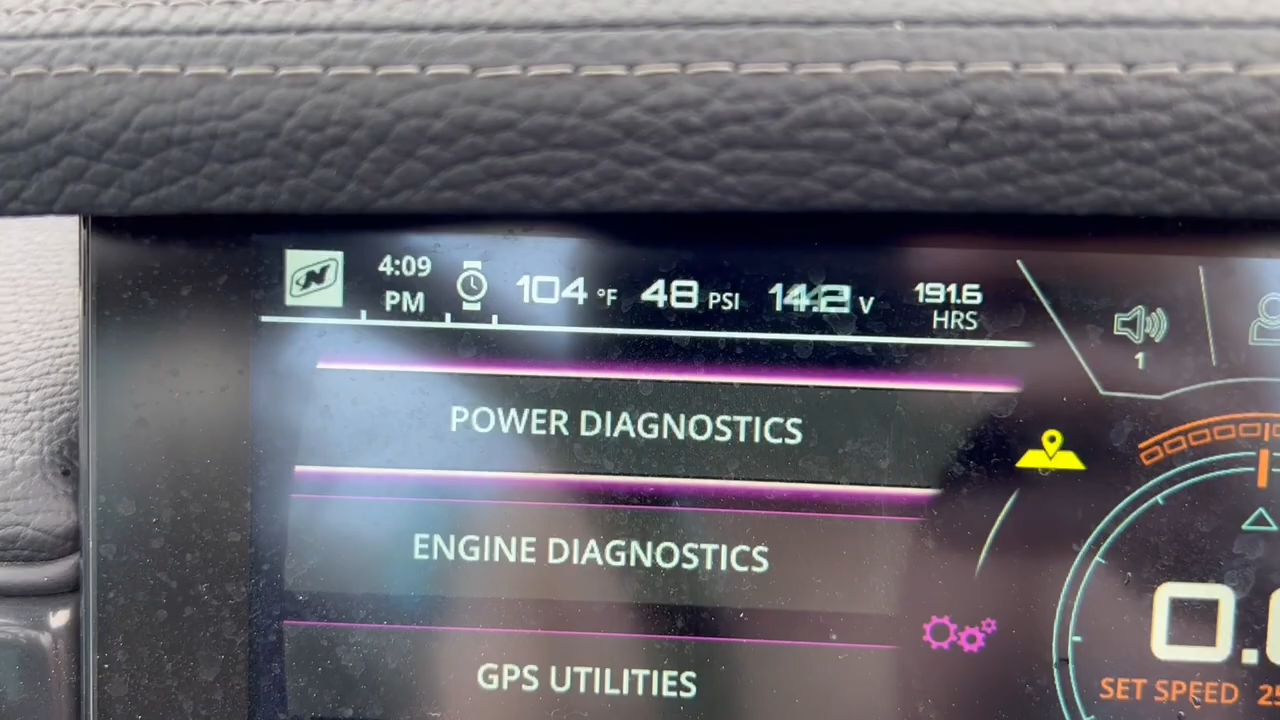 N
4:09
PM
104 °F
48 PSI
14.2 V
191.6
HRS
1
POWER DIAGNOSTICS
ENGINE DIAGNOSTICS
GPS UTILITIES
SET SPEED